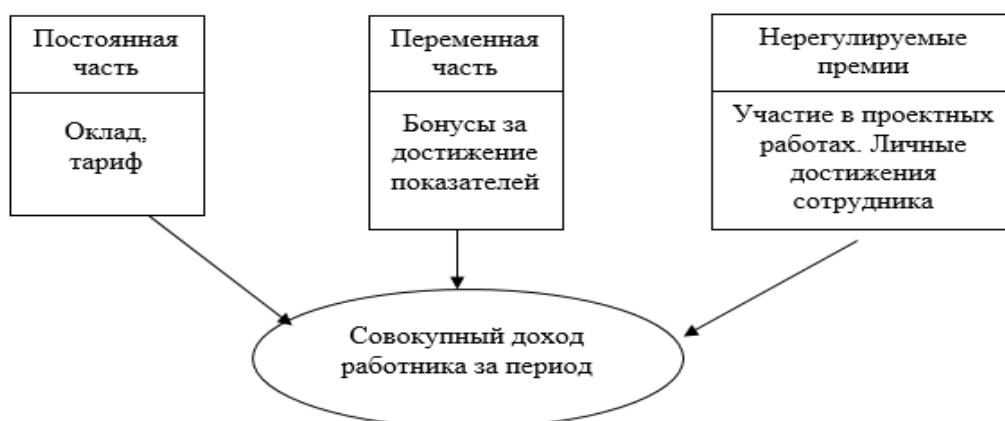 Постоянная
часть
Оклад,
тариф
Переменная
часть
Бонусы за
достижение
показателей
Нерегулируемые
премии
Участие в проектных
работах. Личные
достижения
сотрудника
Совокупный доход
работника за период